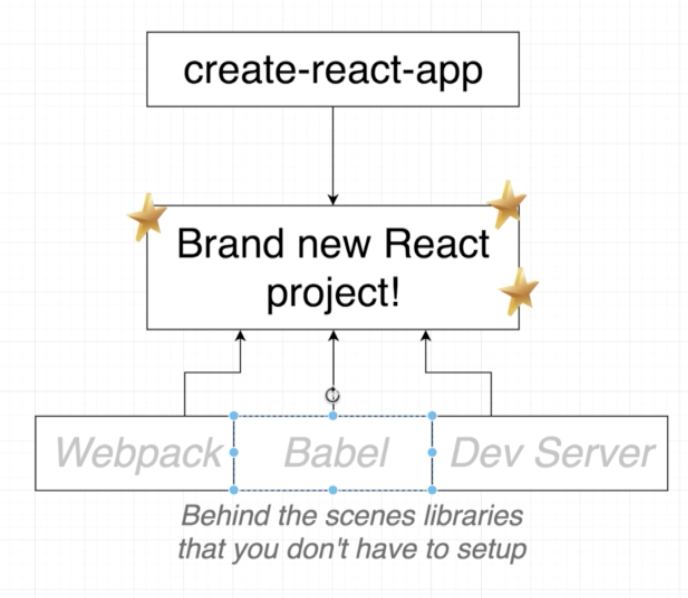 create-react-app
Brand new React
project!
Webpack
Babel
Dev Server
Behind the scenes libraries
that you don't have to setup